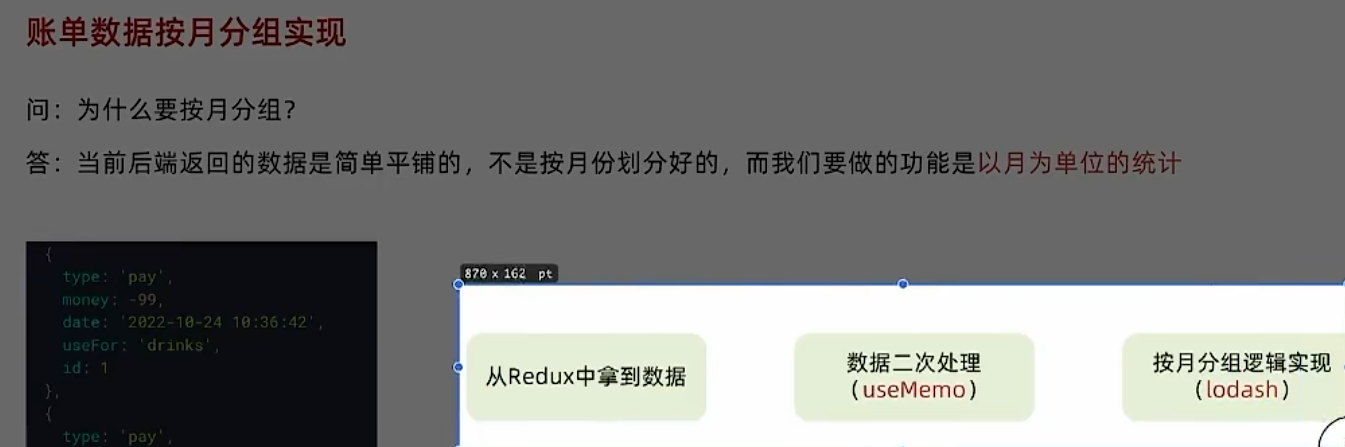 账单数据按月分组实现
问：为什么要按月分组？
答：当前后端返回的数据是简单平铺的，不是按月份划分好的，而我们要做的功能是以月为单位的统计
{
type: 'pay',
money: -99,
date: '2022-10-24 10:36:42',
useFor: 'drinks',
id: 1
},
{
type: 'pay',
870 x 162 pt
从Redux中拿到数据
数据二次处理
（useMemo）
按月分组逻辑实现
（lodash）